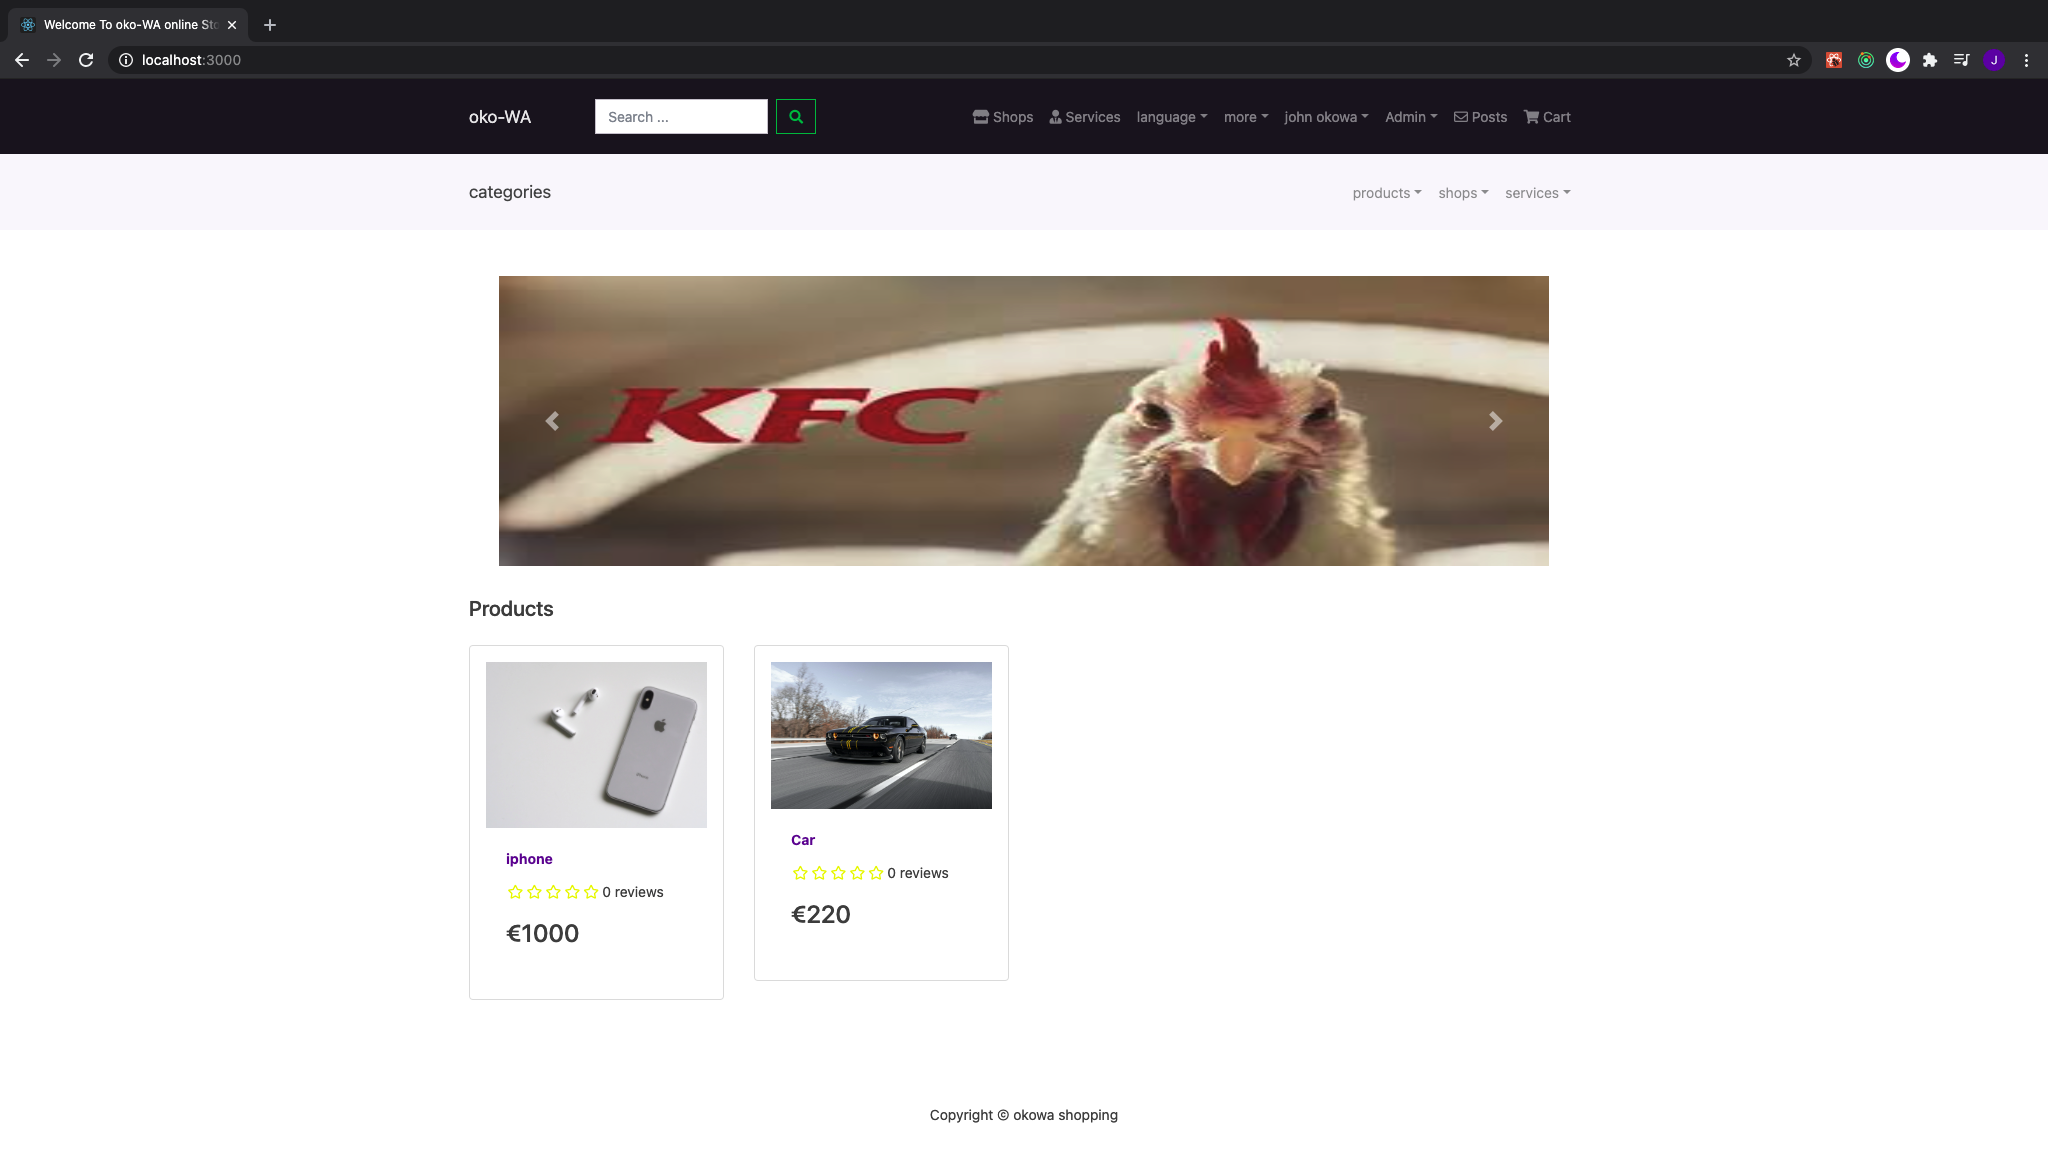 Welcome To oko-WA online Sto
localhost:3000
J
oko-WA
Search ...
Shops
Services
language
more
john okowa
Admin
Posts
Cart
categories
products
shops
services
KFC
Products
iphone
0 reviews
€1000
Car
0 reviews
€220
Copyright © okowa shopping